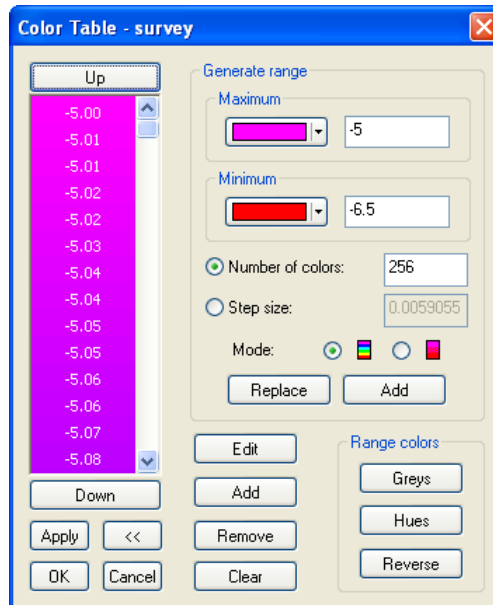 Color Table - survey
Up
-5.00
-5.01
-5.01
-5.02
-5.02
-5.03
-5.04
-5.04
-5.05
-5.05
-5.06
-5.06
-5.07
-5.08
Down
Apply <<
OK Cancel
Generate range
Maximum
-5
Minimum
-6.5
Number of colors: 256
Step size: 0.0059055
Mode:
Replace Add
Edit
Add
Remove
Clear
Range colors
Greys
Hues
Reverse